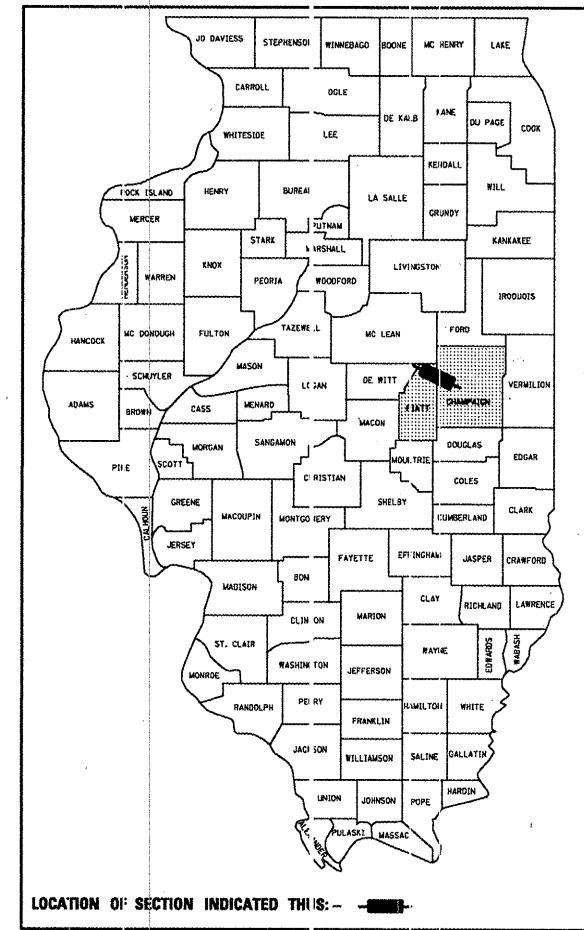 JO DAVIESS STEPHENSON WINNEBAGO BOONE MC HENRY LAKE
CARROLL OGLE DE KALB KANE DU PAGE COOK
WHITESIDE LEE KENDALL WILL
ROCK ISLAND HENRY BUREAU LA SALLE GRUNDY
MERCER STARK PUTNAM KANKAKEE
HENDERSON WARREN KNOX MARSHALL LIVINGSTON
PEORIA WOODFORD IROQUOIS
HANCOCK MC DONOUGH FULTON TAZEWELL MC LEAN FORD
SCHUYLER MASON DE WITT CHAMPAIGN VERMILION
ADAMS BROWN CASS MENARD LOGAN MACON PIATT
PIKE SCOTT MORGAN SANGAMON MOULTRIE DOUGLAS EDGAR
CHRISTIAN SHELBY COLES
CALHOUN GREENE MACOUPIN MONTGOMERY CUMBERLAND CLARK
JERSEY FAYETTE EFFINGHAM JASPER CRAWFORD
MADISON BON CLAY RICHLAND LAWRENCE
CLINTON MARION
ST. CLAIR WAYNE EDWARDS WABASH
MONROE WASHINGTON JEFFERSON
RANDOLPH PERRY HAMILTON WHITE
FRANKLIN
JACKSON WILLIAMSON SALINE GALLATIN
UNION JOHNSON POPE HARDIN
ALEXANDER PULASKI MASSAC
LOCATION OF SECTION INDICATED THUS:-